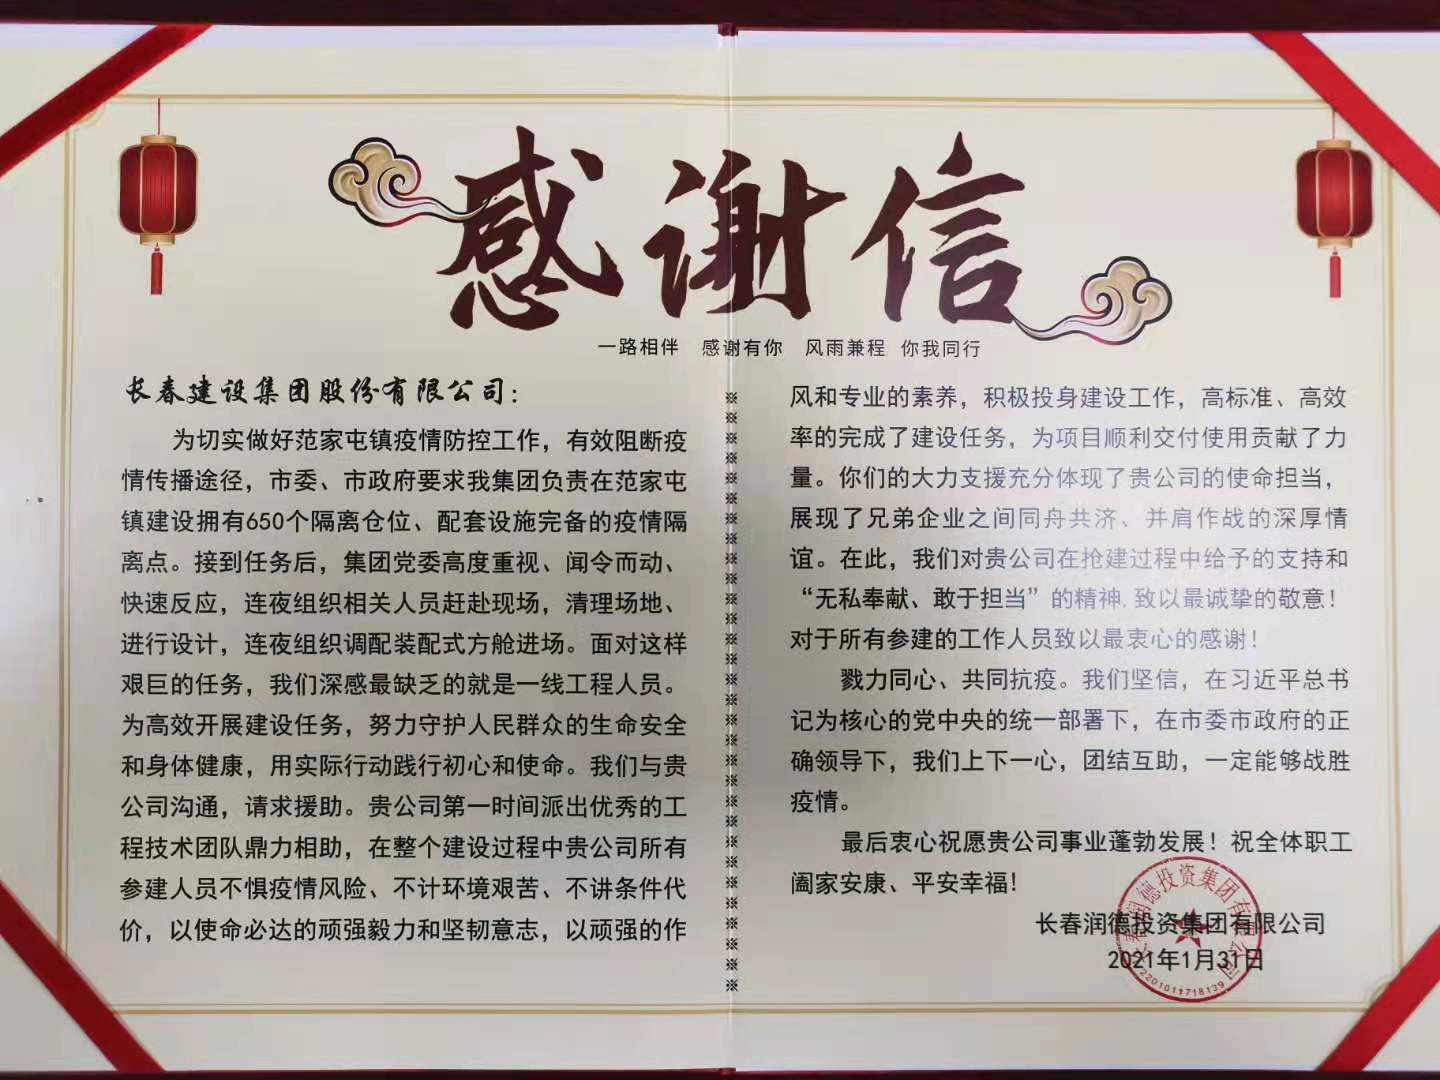 感谢信
一路相伴 感谢有你 风雨兼程 你我同行
长春建设集团股份有限公司：
为切实做好范家屯镇疫情防控工作，有效阻断疫
情传播途径，市委、市政府要求我集团负责在范家屯
镇建设拥有650个隔离仓位、配套设施完备的疫情隔
离点。接到任务后，集团党委高度重视、闻令而动、
快速反应，连夜组织相关人员赶赴现场，清理场地、
进行设计，连夜组织调配装配式方舱进场。面对这样
艰巨的任务，我们深感最缺乏的就是一线工程人员。
为高效开展建设任务，努力守护人民群众的生命安全
和身体健康，用实际行动践行初心和使命。我们与贵
公司沟通，请求援助。贵公司第一时间派出优秀的工
程技术团队鼎力相助，在整个建设过程中贵公司所有
参建人员不惧疫情风险、不计环境艰苦、不讲条件代
价，以使命必达的顽强毅力和坚韧意志，以顽强的作
风和专业的素养，积极投身建设工作，高标准、高效
率的完成了建设任务，为项目顺利交付使用贡献了力
量。你们的大力支援充分体现了贵公司的使命担当，
展现了兄弟企业之间同舟共济、并肩作战的深厚情
谊。在此，我们对贵公司在抢建过程中给予的支持和
“无私奉献、敢于担当”的精神.致以最诚挚的敬意！
对于所有参建的工作人员致以最衷心的感谢！
戮力同心、共同抗疫。我们坚信，在习近平总书
记为核心的党中央的统一部署下，在市委市政府的正
确领导下，我们上下一心，团结互助，一定能够战胜
疫情。
最后衷心祝愿贵公司事业蓬勃发展！祝全体职工
阖家安康、平安幸福！
长春润德投资集团有限公司
2021年1月31日
长春润德投资集团有限公司